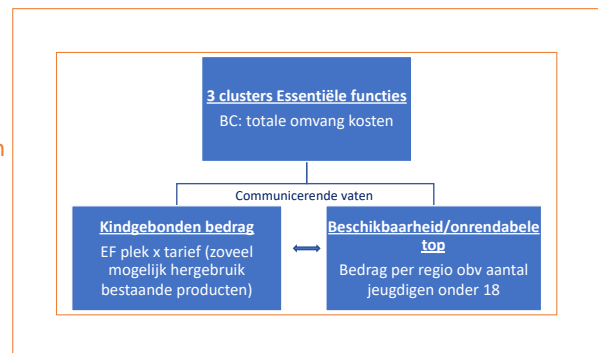 3 clusters Essentiële functies
BC: totale omvang kosten
n
Communicerende vaten
Kindgebonden bedrag
EF plek x tarief (zoveel
mogelijk hergebruik
bestaande producten)
Beschikbaarheid/onrendabele
top
Bedrag per regio obv aantal
jeugdigen onder 18